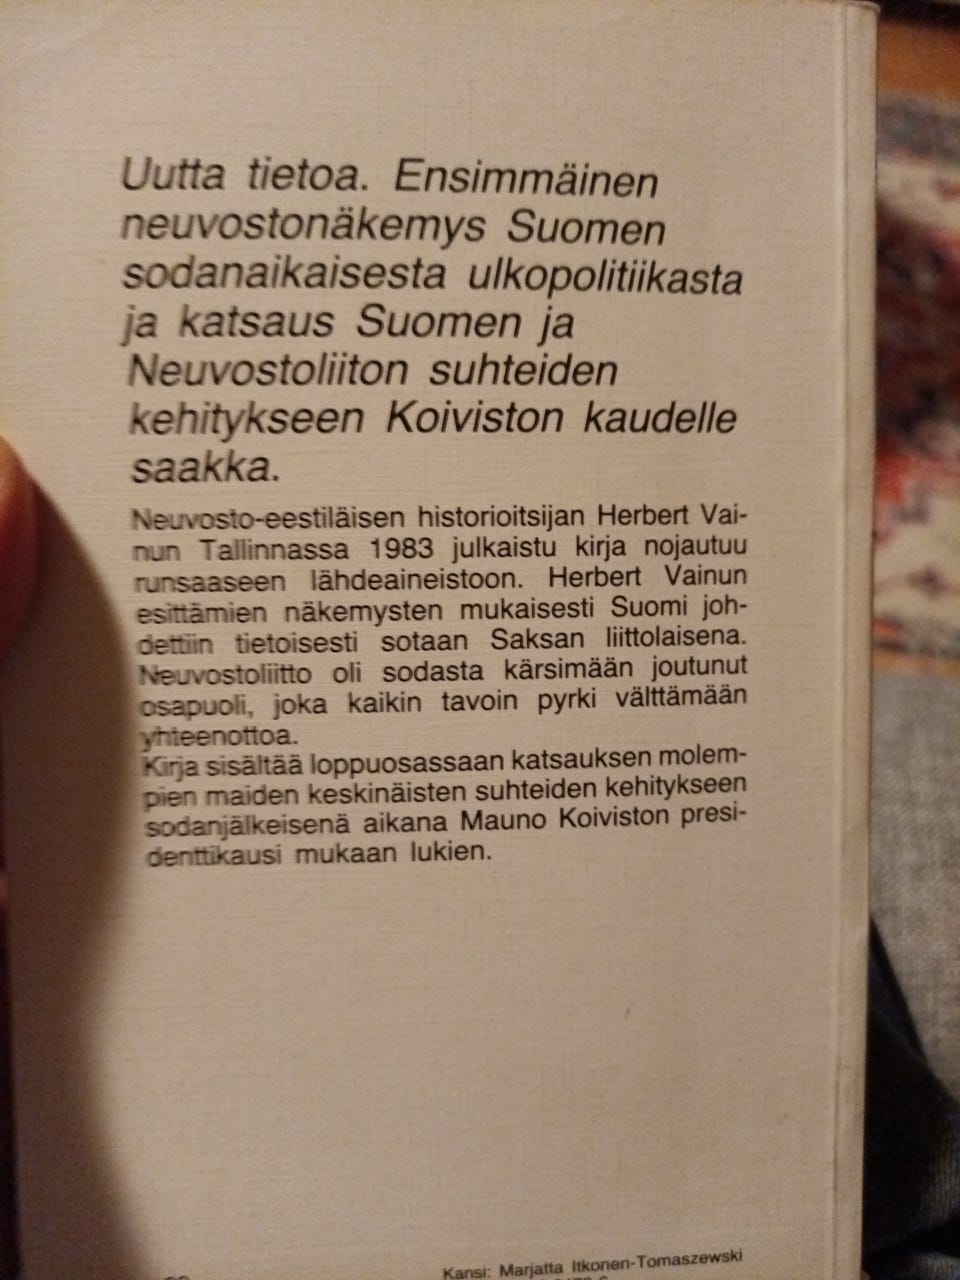 Uutta tietoa. Ensimmäinen
neuvostonäkemys Suomen
sodanaikaisesta ulkopolitiikasta
ja katsaus Suomen ja
Neuvostoliiton suhteiden
kehitykseen Koiviston kaudelle
saakka.
Neuvosto-eestiläisen historioitsijan Herbert Vai-
nun Tallinnassa 1983 julkaistu kirja nojautuu
runsaaseen lähdeaineistoon. Herbert Vainun
esittämien näkemysten mukaisesti Suomi joh-
dettiin tietoisesti sotaan Saksan liittolaisena.
Neuvostoliitto oli sodasta kärsimään joutunut
osapuoli, joka kaikin tavoin pyrki välttämään
yhteenottoa.
Kirja sisältää loppuosassaan katsauksen molem-
pien maiden keskinäisten suhteiden kehitykseen
sodanjälkeisenä aikana Mauno Koiviston presi-
denttikausi mukaan lukien.
Kansi: Marjatta Itkonen-Tomaszewski